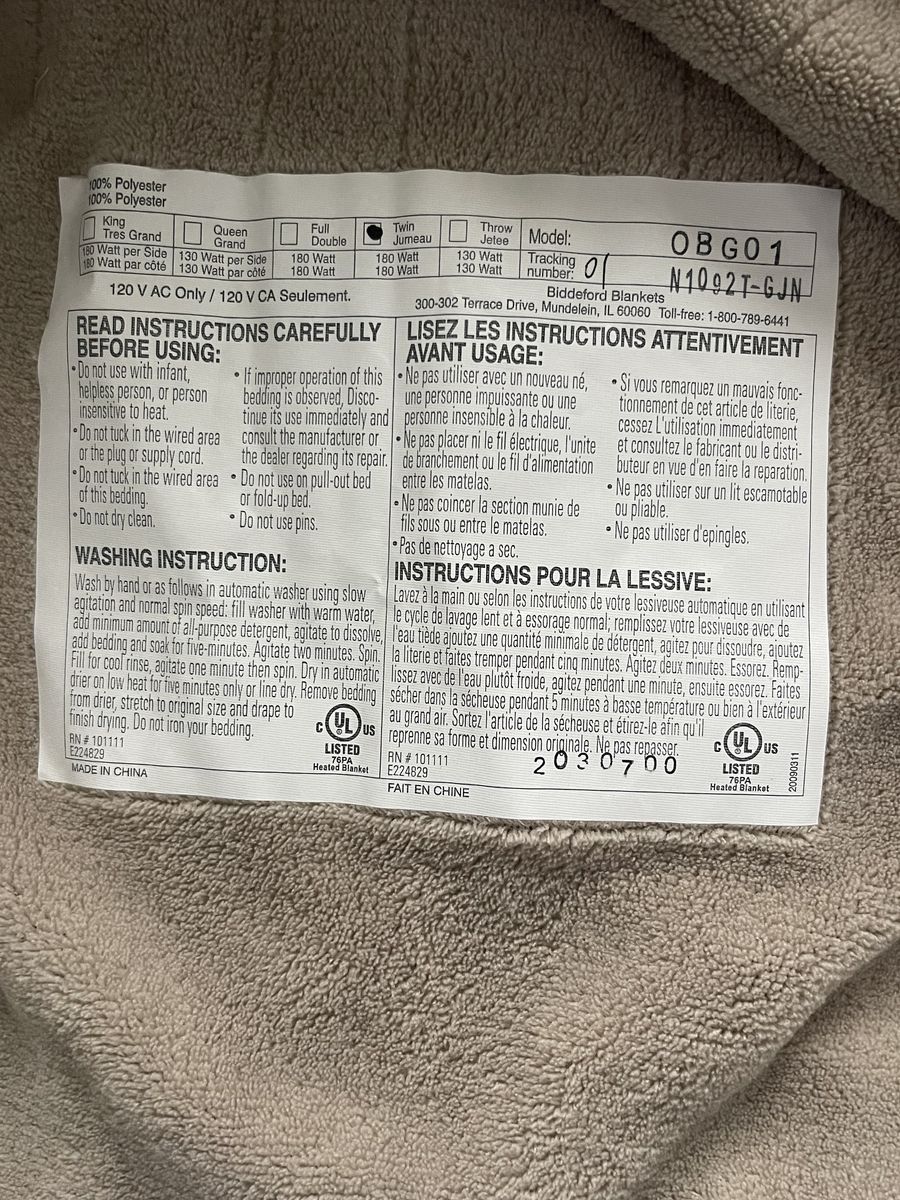 100% Polyester
100% Polyester
King
Tres Grand
Queen
Grand
Full
Double
Twin
Jumeau
Throw
Jetee
180 Watt per Side
180 Watt par côté
130 Watt per Side
130 Watt par côté
180 Watt
180 Watt
180 Watt
180 Watt
130 Watt
130 Watt
Model: OBG01
Tracking
number: 01 N1092T-GJN
120 V AC Only / 120 V CA Seulement.
Biddeford Blankets
300-302 Terrace Drive, Mundelein, IL 60060 Toll-free: 1-800-789-6441
READ INSTRUCTIONS CAREFULLY
BEFORE USING:
•Do not use with infant,
helpless person, or person
insensitive to heat.
•Do not tuck in the wired area
or the plug or supply cord.
•Do not tuck in the wired area
of this bedding.
•Do not dry clean.
• If improper operation of this
bedding is observed, Disco-
tinue its use immediately and
consult the manufacturer or
the dealer regarding its repair.
• Do not use on pull-out bed
or fold-up bed.
• Do not use pins.
WASHING INSTRUCTION:
Wash by hand or as follows in automatic washer using slow
agitation and normal spin speed: fill washer with warm water,
add minimum amount of all-purpose detergent, agitate to dissolve,
add bedding and soak for five-minutes. Agitate two minutes. Spin.
Fill for cool rinse, agitate one minute then spin. Dry in automatic
drier on low heat for five minutes only or line dry. Remove bedding
from drier, stretch to original size and drape to
finish drying. Do not iron your bedding.
RN # 101111
E224829
MADE IN CHINA
C UL US
LISTED
76PA
Heated Blanket
LISEZ LES INSTRUCTIONS ATTENTIVEMENT
AVANT USAGE:
•Ne pas utiliser avec un nouveau né,
une personne impuissante ou une
personne insensible à la chaleur.
•Ne pas placer ni le fil électrique, l'unite
de branchement ou le fil d'alimentation
entre les matelas.
•Ne pas coincer la section munie de
fils sous ou entre le matelas.
•Pas de nettoyage a sec.
• Si vous remarquez un mauvais fonc-
tionnement de cet article de literie,
cessez L'utilisation immediatement
et consultez le fabricant ou le distri-
buteur en vue d'en faire la reparation.
• Ne pas utiliser sur un lit escamotable
ou pliable.
• Ne pas utiliser d'epingles.
INSTRUCTIONS POUR LA LESSIVE:
Lavez à la main ou selon les instructions de votre lessiveuse automatique en utilisant
le cycle de lavage lent et à essorage normal; remplissez votre lessiveuse avec de
l'eau tiède ajoutez une quantité minimale de détergent, agitez pour dissoudre, ajoutez
la literie et faites tremper pendant cinq minutes. Agitez deux minutes. Essorez. Remp-
lissez avec de l'eau plutôt froide, agitez pendant une minute, ensuite essorez. Faites
sécher dans la sécheuse pendant 5 minutes à basse température ou bien à l'extérieur
au grand air. Sortez l'article de la sécheuse et étirez-le afin qu'il
reprenne sa forme et dimension originale. Ne pas repasser.
RN # 101111
E224829
FAIT EN CHINE
2030700
C UL US
LISTED
76PA
Heated Blanket
20090311